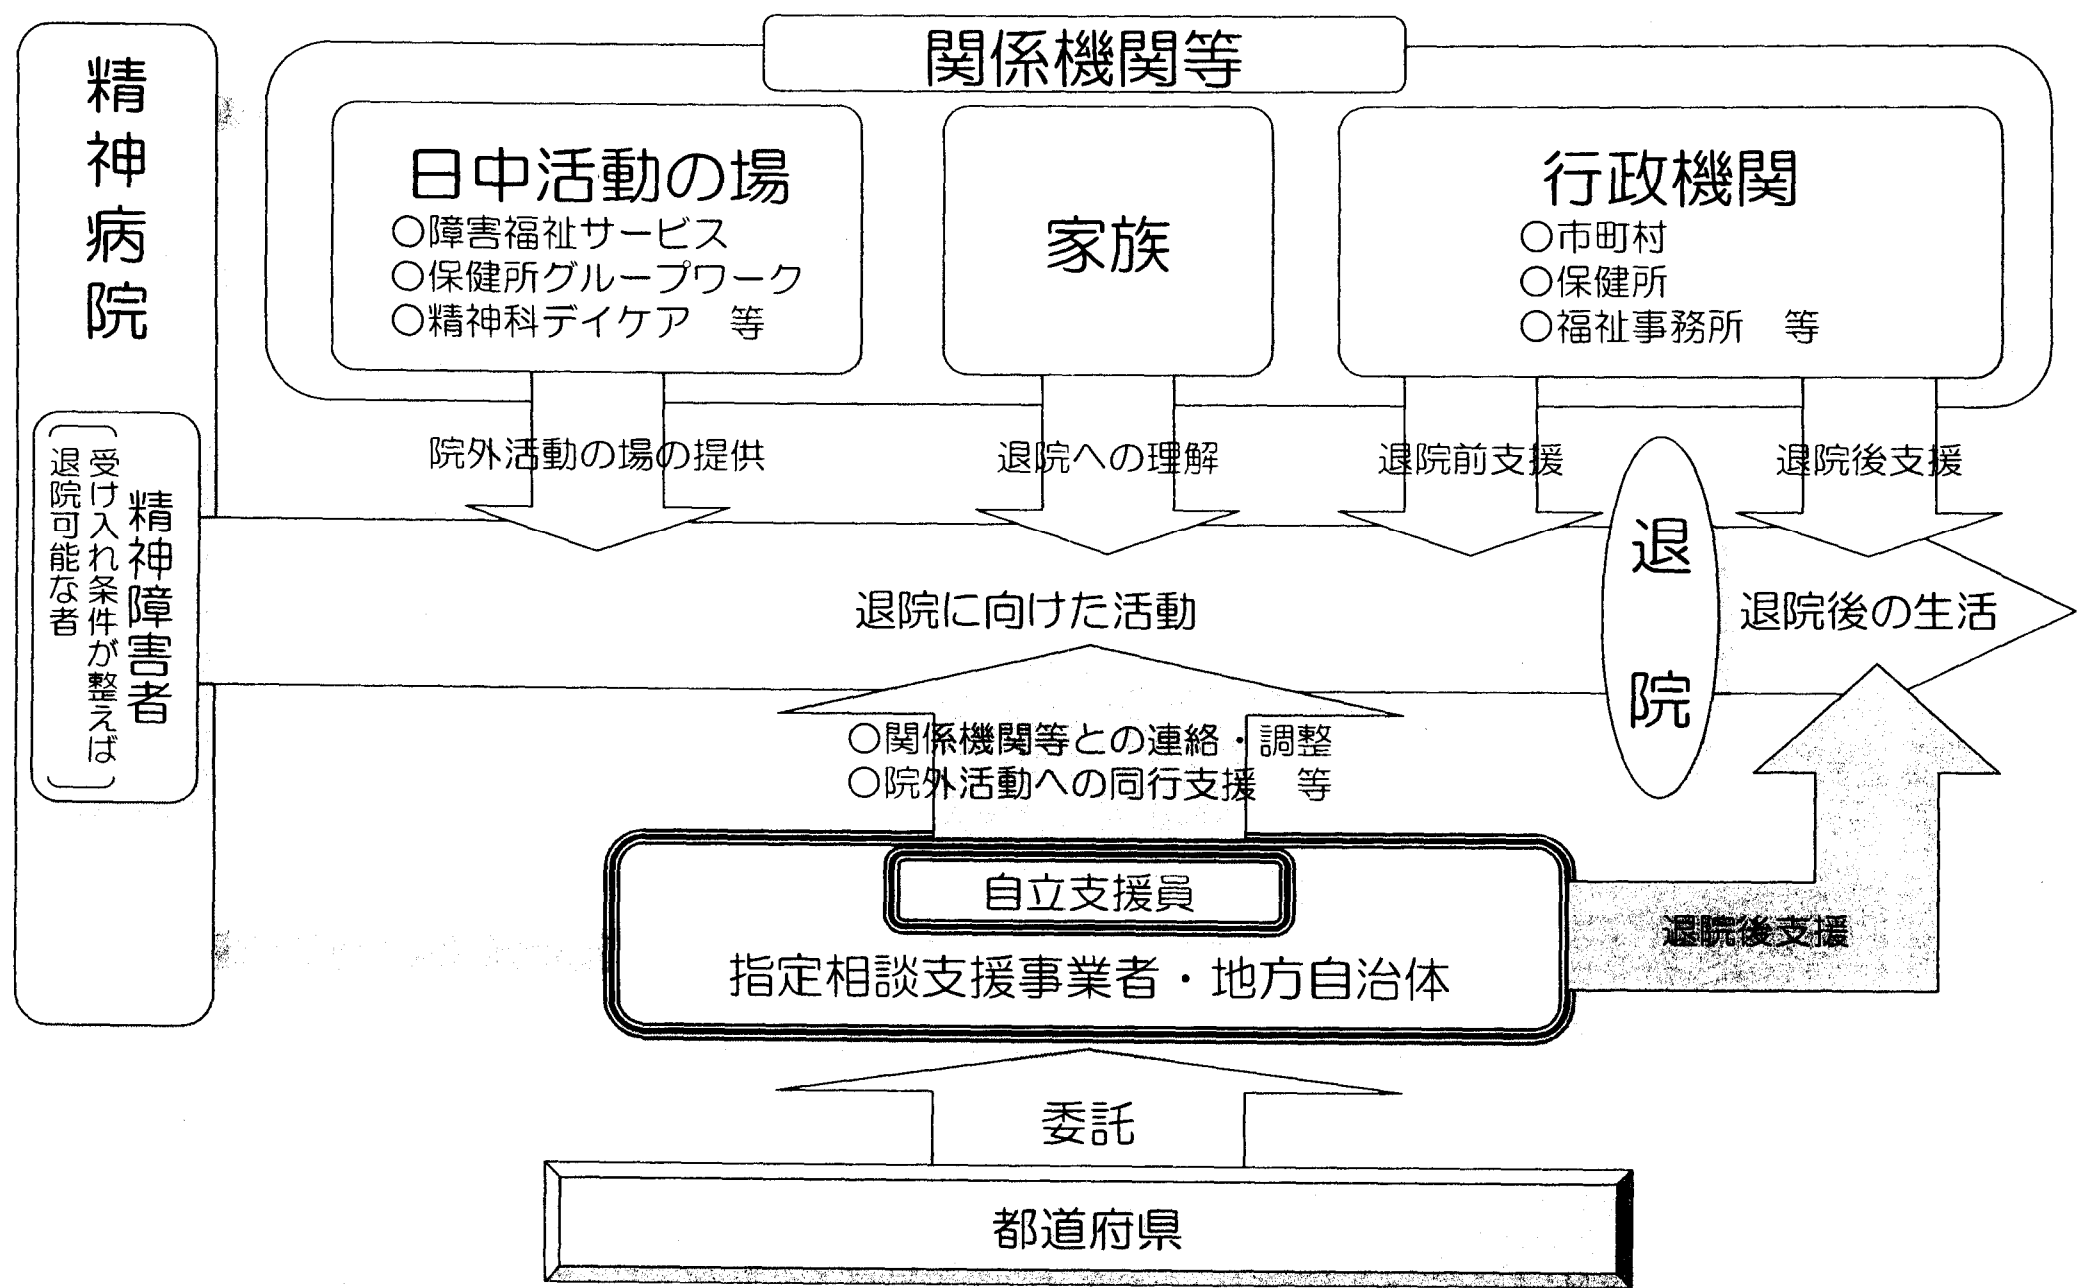 精神病院
精神障害者
受け入れ条件が整えば
退院可能な者
関係機関等
日中活動の場
○障害福祉サービス
○保健所グループワーク
○精神科デイケア　等
家族
行政機関
○市町村
○保健所
○福祉事務所　等
院外活動の場の提供
退院への理解
退院前支援
退院後支援
退院に向けた活動
退院
退院後の生活
○関係機関等との連絡・調整
○院外活動への同行支援　等
自立支援員
指定相談支援事業者・地方自治体
退院後支援
委託
都道府県